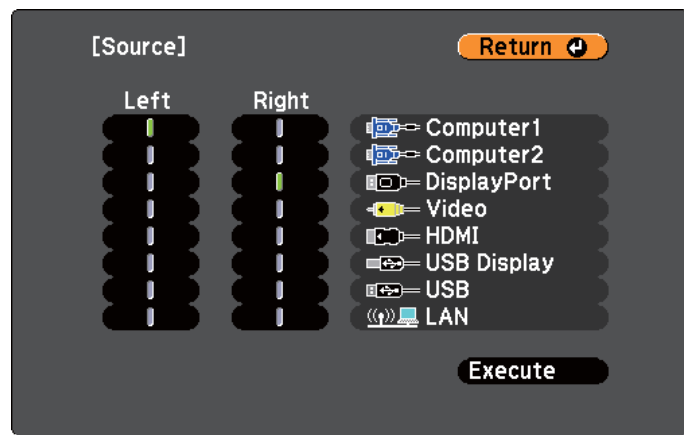 [Source]
Return
Left Right
Computer1
Computer2
DisplayPort
Video
HDMI
USB Display
USB
LAN
Execute